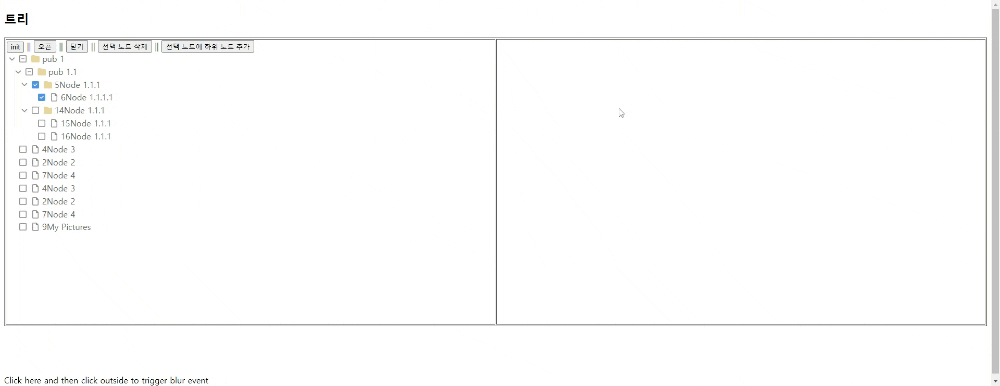 트리
init || 오픈 || 닫기 || 선택 노드 삭제 || 선택 노드에 하위 노드 추가
pub 1
pub 1.1
5Node 1.1.1
6Node 1.1.1.1
14Node 1.1.1
15Node 1.1.1
16Node 1.1.1
4Node 3
2Node 2
7Node 4
4Node 3
2Node 2
7Node 4
9My Pictures
Click here and then click outside to trigger blur event